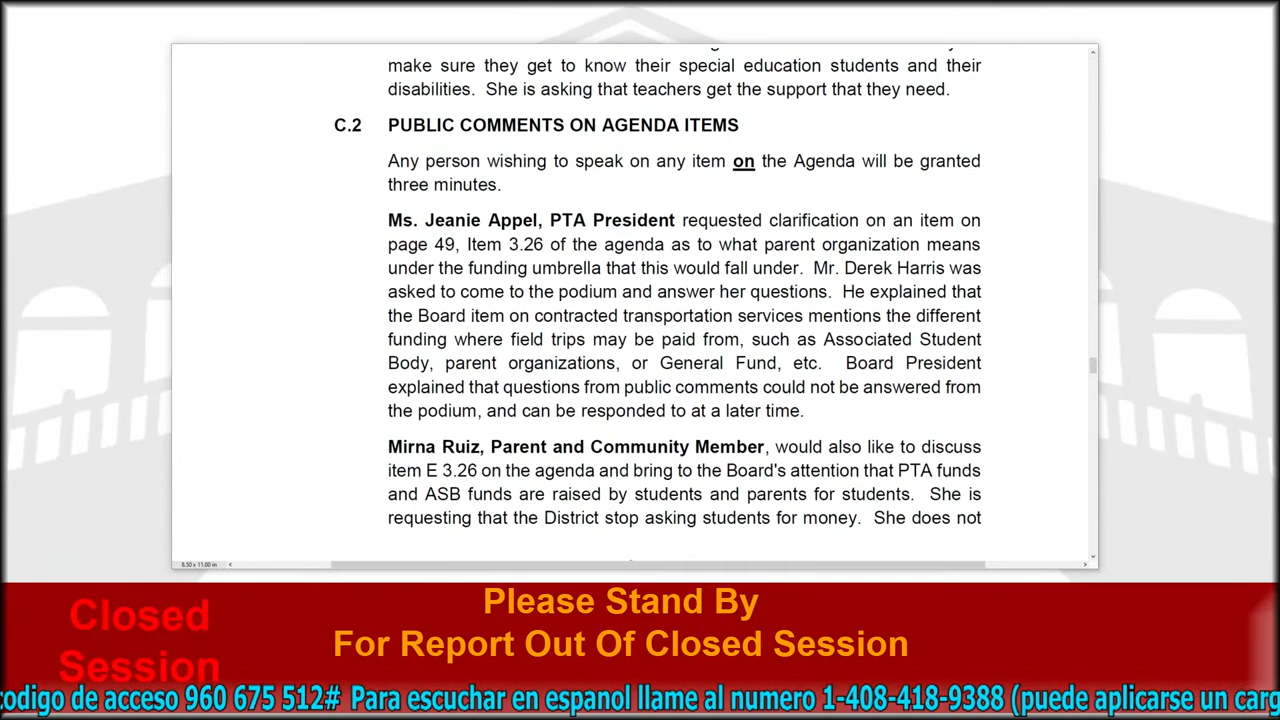 make sure they get to know their special education students and their
disabilities. She is asking that teachers get the support that they need.
C.2 PUBLIC COMMENTS ON AGENDA ITEMS
Any person wishing to speak on any item on the Agenda will be granted
three minutes.
Ms. Jeanie Appel, PTA President requested clarification on an item on
page 49, Item 3.26 of the agenda as to what parent organization means
under the funding umbrella that this would fall under. Mr. Derek Harris was
asked to come to the podium and answer her questions. He explained that
the Board item on contracted transportation services mentions the different
funding where field trips may be paid from, such as Associated Student
Body, parent organizations, or General Fund, etc. Board President
explained that questions from public comments could not be answered from
the podium, and can be responded to at a later time.
Mirna Ruiz, Parent and Community Member, would also like to discuss
item E 3.26 on the agenda and bring to the Board's attention that PTA funds
and ASB funds are raised by students and parents for students. She is
requesting that the District stop asking students for money. She does not
8.50 x 11.00 in
Closed
Session
Please Stand By
For Report Out Of Closed Session
codigo de acceso 960 675 512# Para escuchar en espanol llame al numero 1-408-418-9388 (puede aplicarse un carg